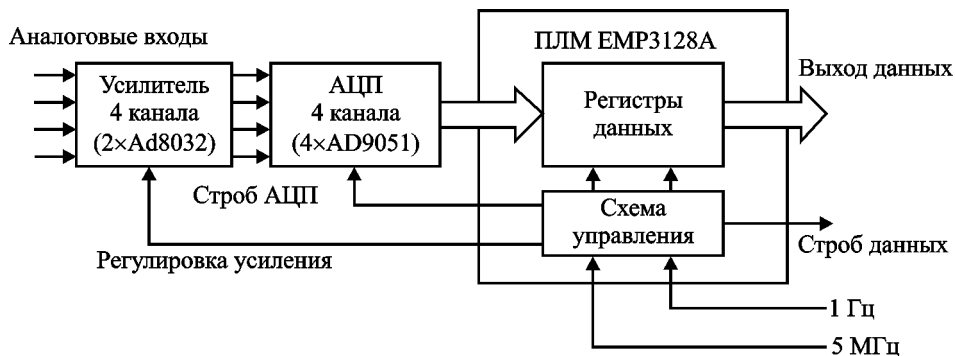 Аналоговые входы
Усилитель
4 канала
(2×Ad8032)
АЦП
4 канала
(4×AD9051)
ПЛМ EMP3128A
Регистры
данных
Выход данных
Строб АЦП
Схема
управления
Строб данных
Регулировка усиления
1 Гц
5 МГц